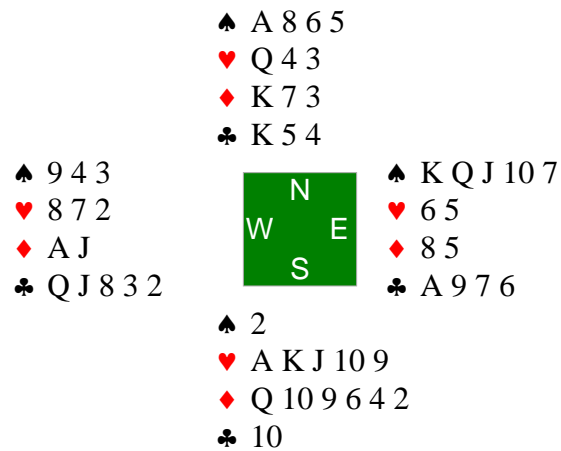 ♠ A 8 6 5
♥ Q 4 3
♦ K 7 3
♣ K 5 4
♠ 9 4 3
♥ 8 7 2
♦ A J
♣ Q J 8 3 2
N
W E
S
♠ K Q J 10 7
♥ 6 5
♦ 8 5
♣ A 9 7 6
♠ 2
♥ A K J 10 9
♦ Q 10 9 6 4 2
♣ 10